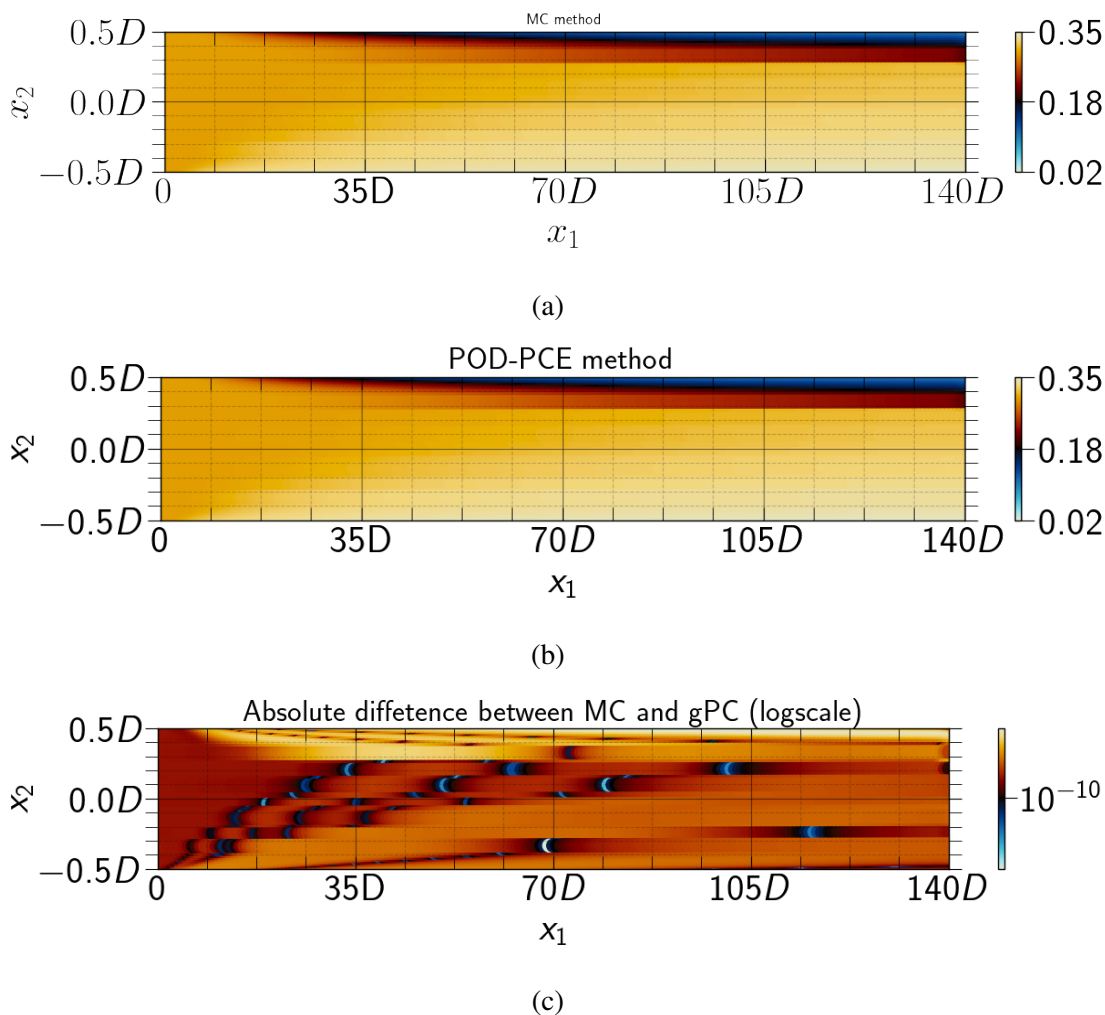 MC method
0.5D
0.0D
−0.5D
x₂
0 35D 70D 105D 140D
x₁
0.35
0.18
0.02
(a)
POD-PCE method
0.5D
0.0D
−0.5D
x₂
0 35D 70D 105D 140D
x₁
0.35
0.18
0.02
(b)
Absolute diffetence between MC and gPC (logscale)
0.5D
0.0D
−0.5D
x₂
0 35D 70D 105D 140D
x₁
10⁻¹⁰
(c)